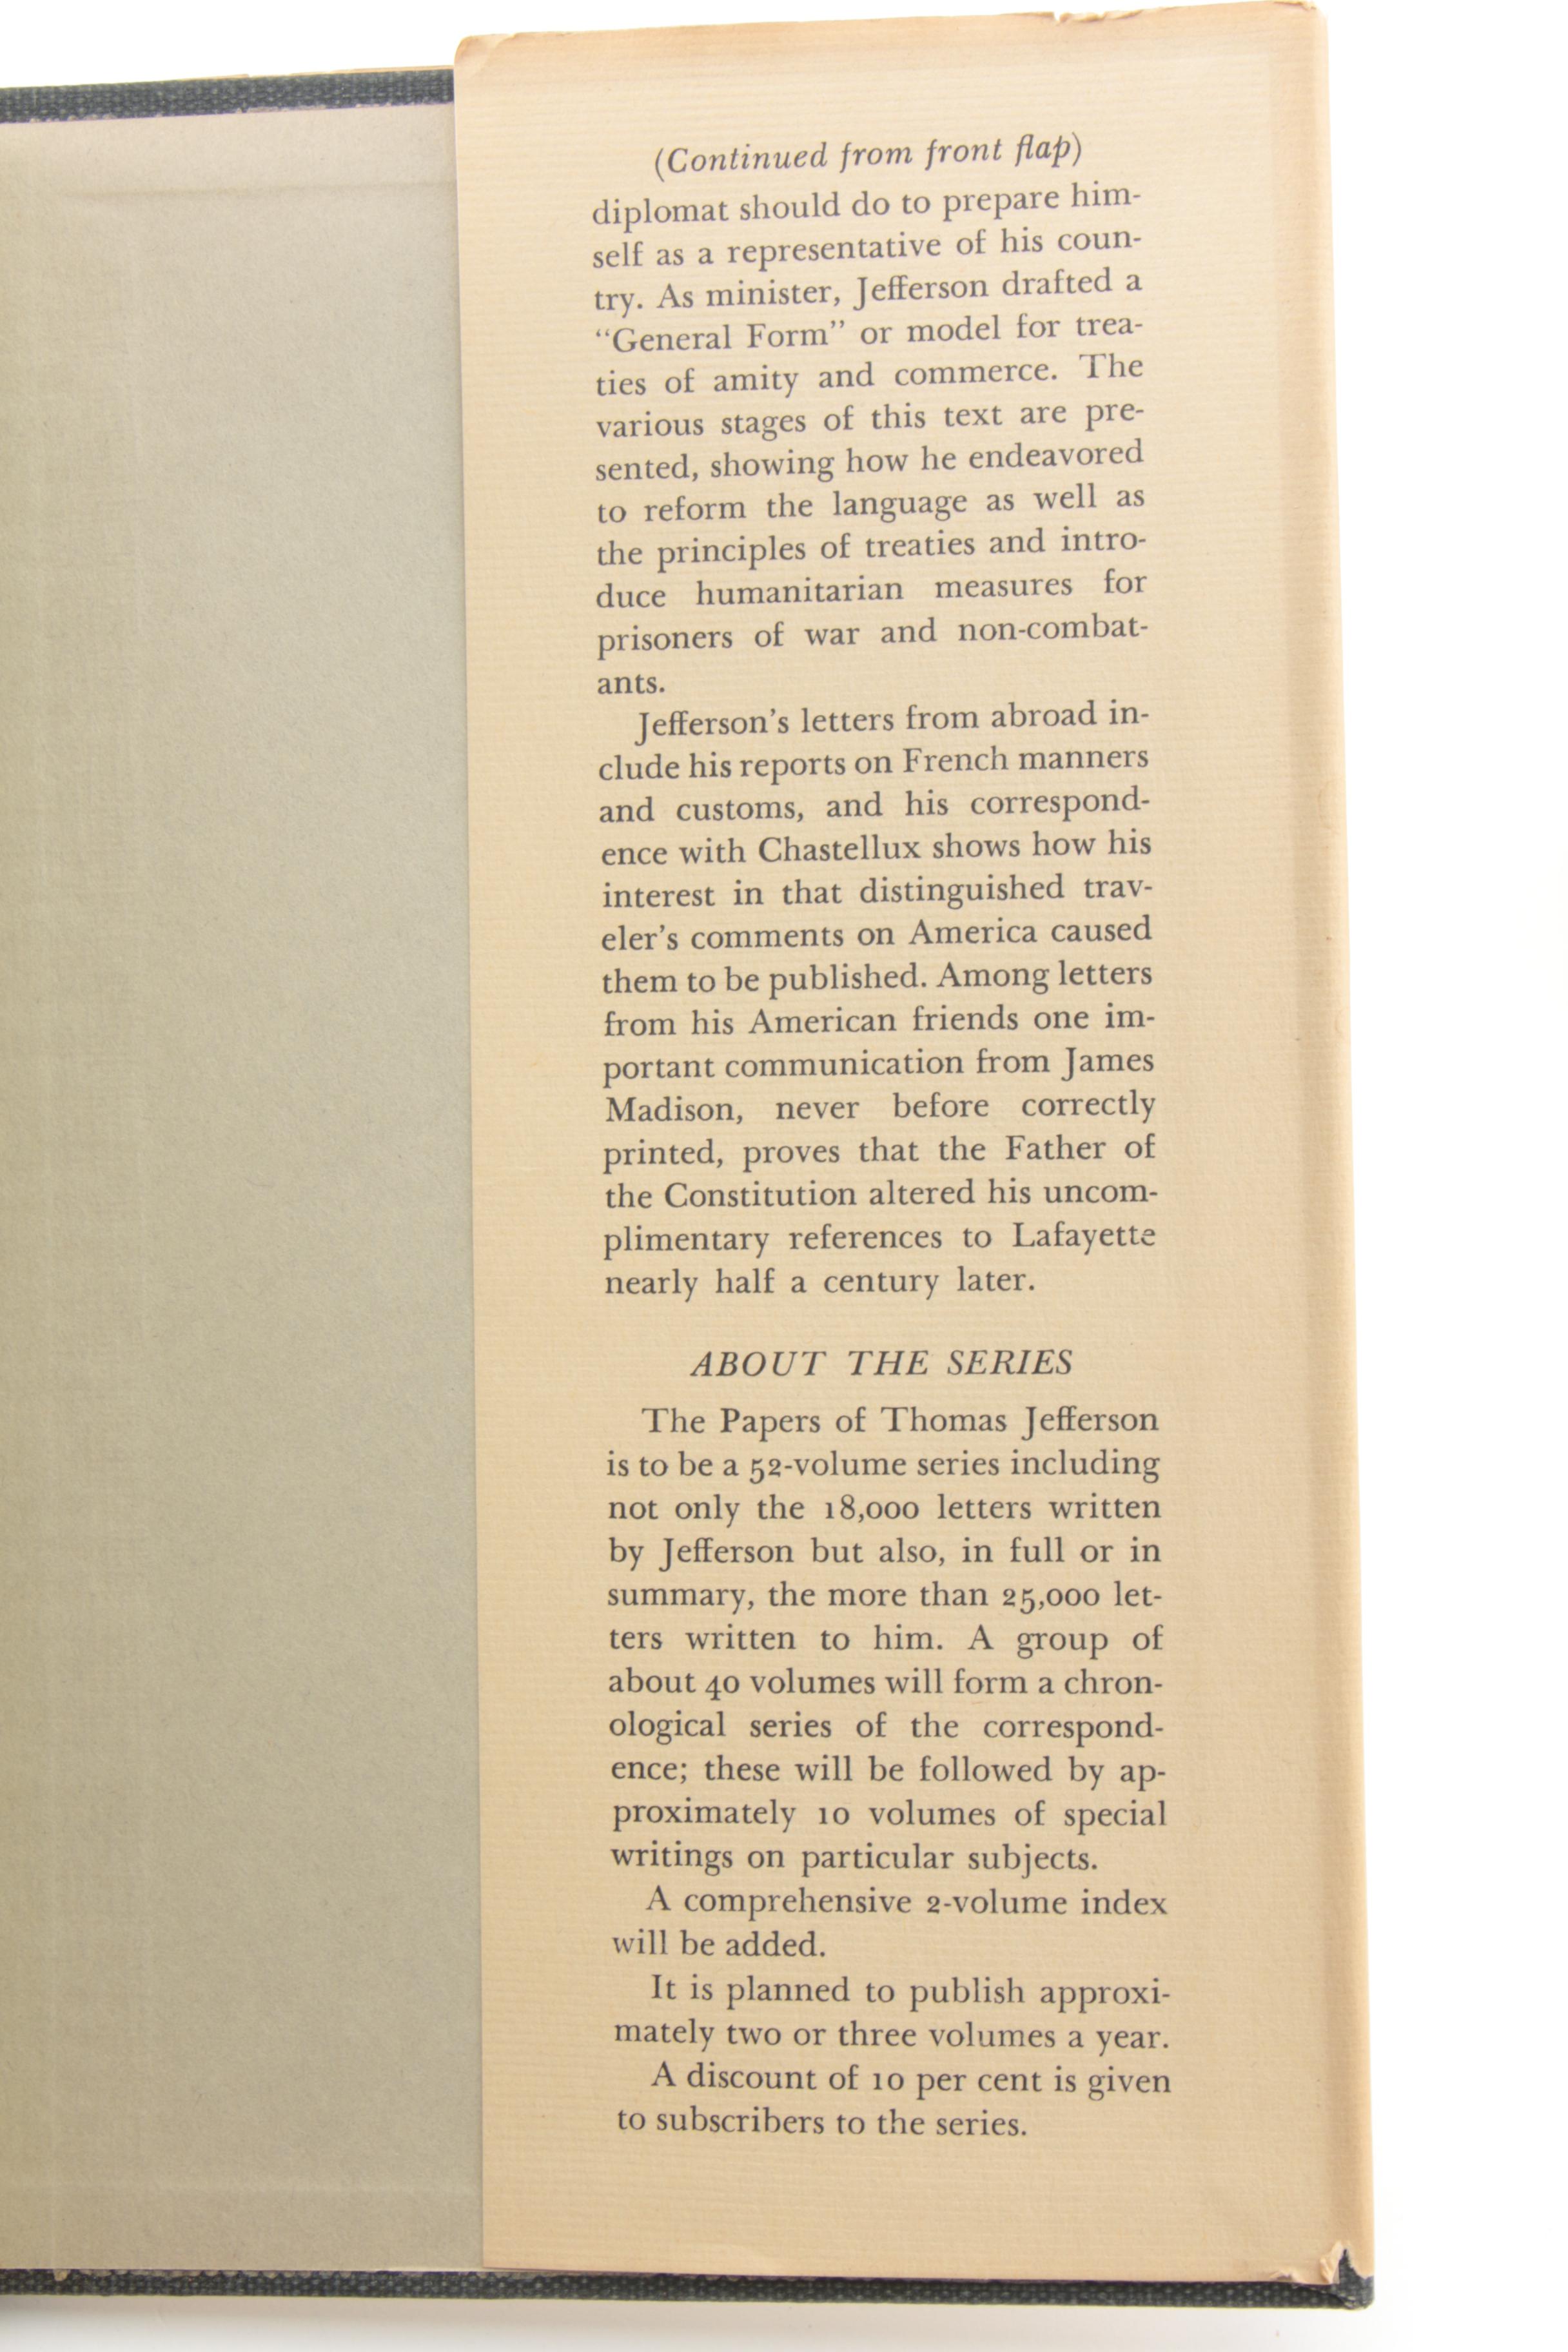 (Continued from front flap)
diplomat should do to prepare him-
self as a representative of his coun-
try. As minister, Jefferson drafted a
“General Form” or model for trea-
ties of amity and commerce. The
various stages of this text are pre-
sented, showing how he endeavored
to reform the language as well as
the principles of treaties and intro-
duce humanitarian measures for
prisoners of war and non-combat-
ants.
Jefferson’s letters from abroad in-
clude his reports on French manners
and customs, and his correspond-
ence with Chastellux shows how his
interest in that distinguished trav-
eler’s comments on America caused
them to be published. Among letters
from his American friends one im-
portant communication from James
Madison, never before correctly
printed, proves that the Father of
the Constitution altered his uncom-
plimentary references to Lafayette
nearly half a century later.
ABOUT THE SERIES
The Papers of Thomas Jefferson
is to be a 52-volume series including
not only the 18,000 letters written
by Jefferson but also, in full or in
summary, the more than 25,000 let-
ters written to him. A group of
about 40 volumes will form a chron-
ological series of the correspond-
ence; these will be followed by ap-
proximately 10 volumes of special
writings on particular subjects.
A comprehensive 2-volume index
will be added.
It is planned to publish approxi-
mately two or three volumes a year.
A discount of 10 per cent is given
to subscribers to the series.